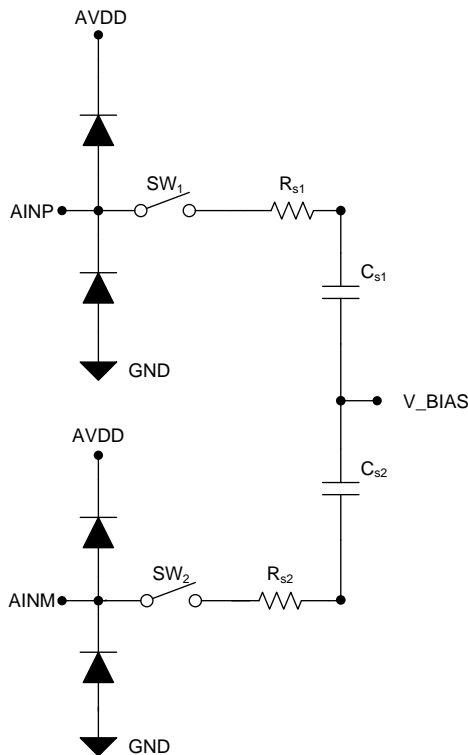 AVDD
SW1
Rs1
AINP
Cs1
GND
V_BIAS
AVDD
Cs2
SW2
Rs2
AINM
GND